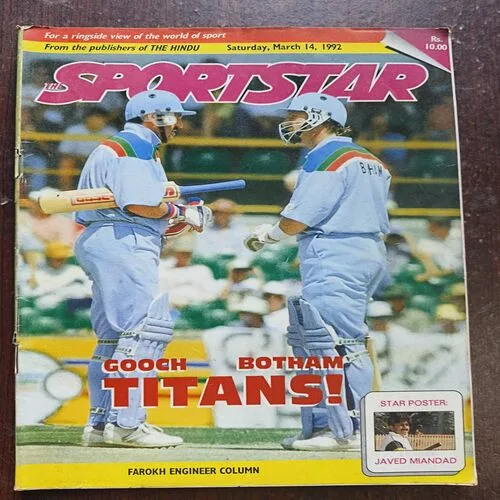 For a ringside view of the world of sport
Rs.
10.00
From the publishers of THE HINDU Saturday, March 14, 1992
THE SPORTSTAR
GOOCH BOTHAM
TITANS!
STAR POSTER:
JAVED MIANDAD
FAROKH ENGINEER COLUMN